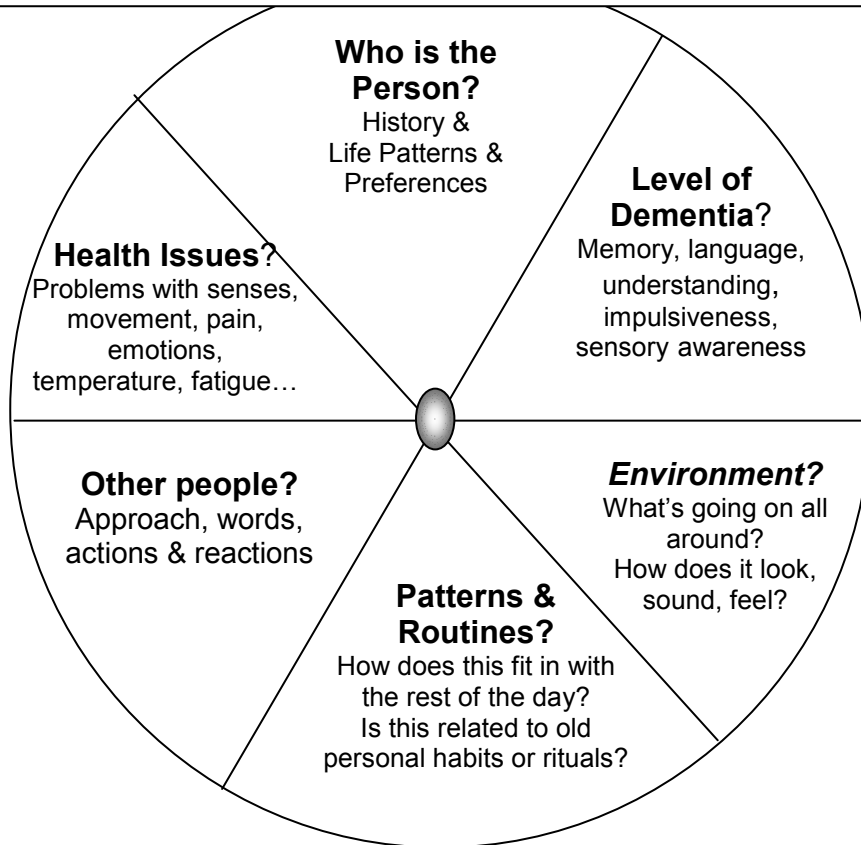 Who is the
Person?
History &
Life Patterns &
Preferences
Level of
Dementia?
Memory, language,
understanding,
impulsiveness,
sensory awareness
Environment?
What’s going on all
around?
How does it look,
sound, feel?
Patterns &
Routines?
How does this fit in with
the rest of the day?
Is this related to old
personal habits or rituals?
Other people?
Approach, words,
actions & reactions
Health Issues?
Problems with senses,
movement, pain,
emotions,
temperature, fatigue…